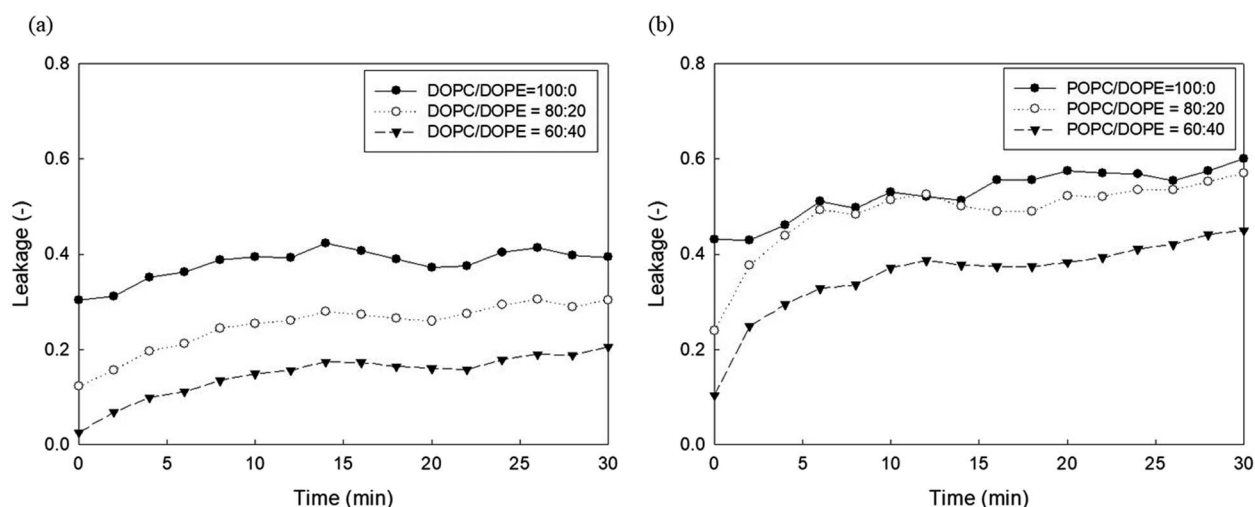 (a)
0.8
0.6
0.4
0.2
0.0
Leakage (-)
DOPC/DOPE=100:0
DOPC/DOPE = 80:20
DOPC/DOPE = 60:40
0 5 10 15 20 25 30
Time (min)
(b)
0.8
0.6
0.4
0.2
0.0
Leakage (-)
POPC/DOPE=100:0
POPC/DOPE = 80:20
POPC/DOPE = 60:40
0 5 10 15 20 25 30
Time (min)